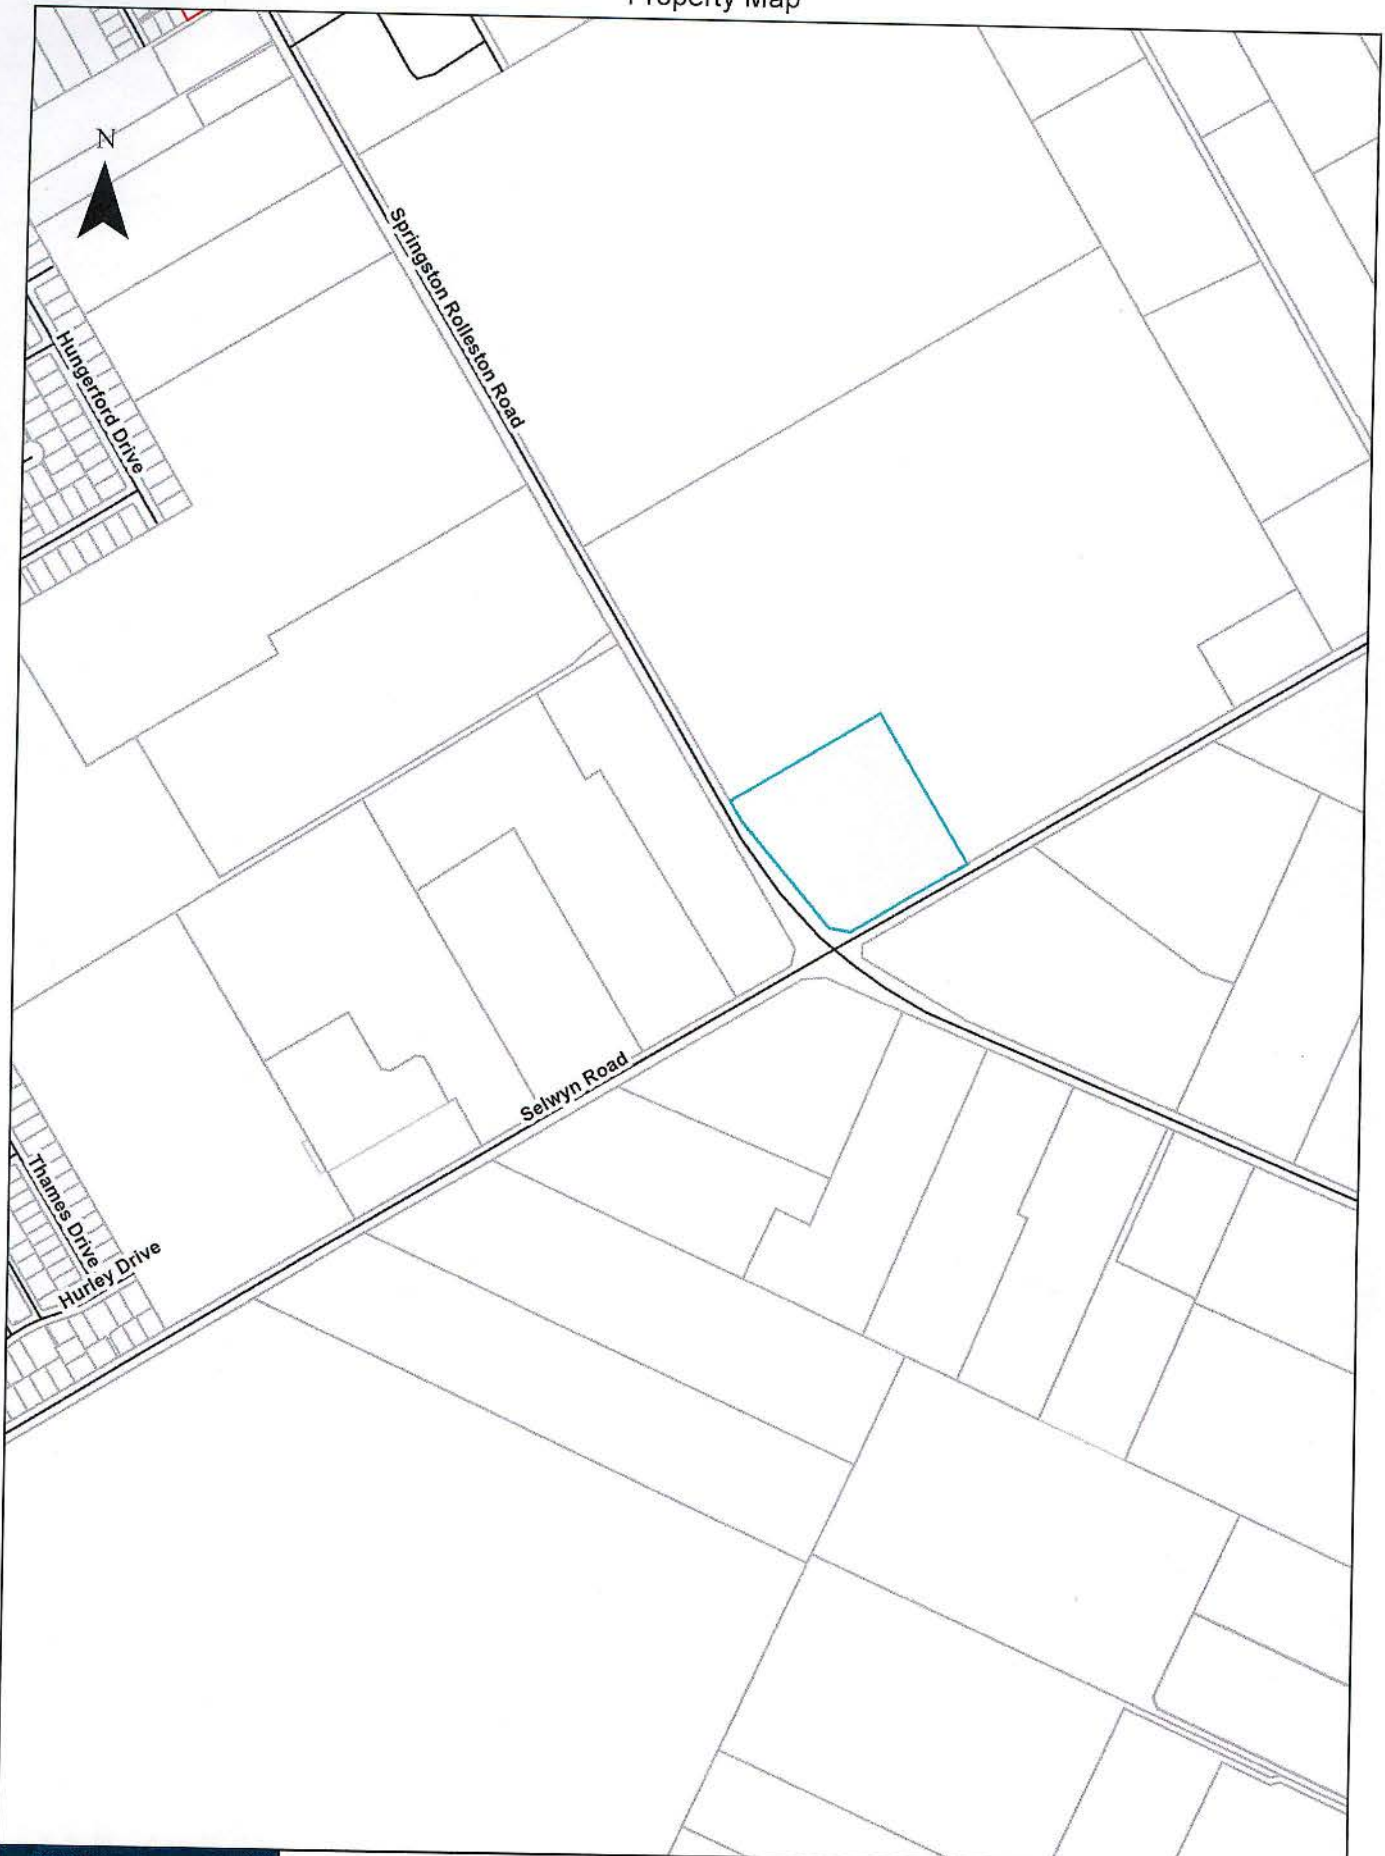 Property Map
N
Springston Rolleston Road
Hungerford Drive
Selwyn Road
Thames Drive
Hurley Drive